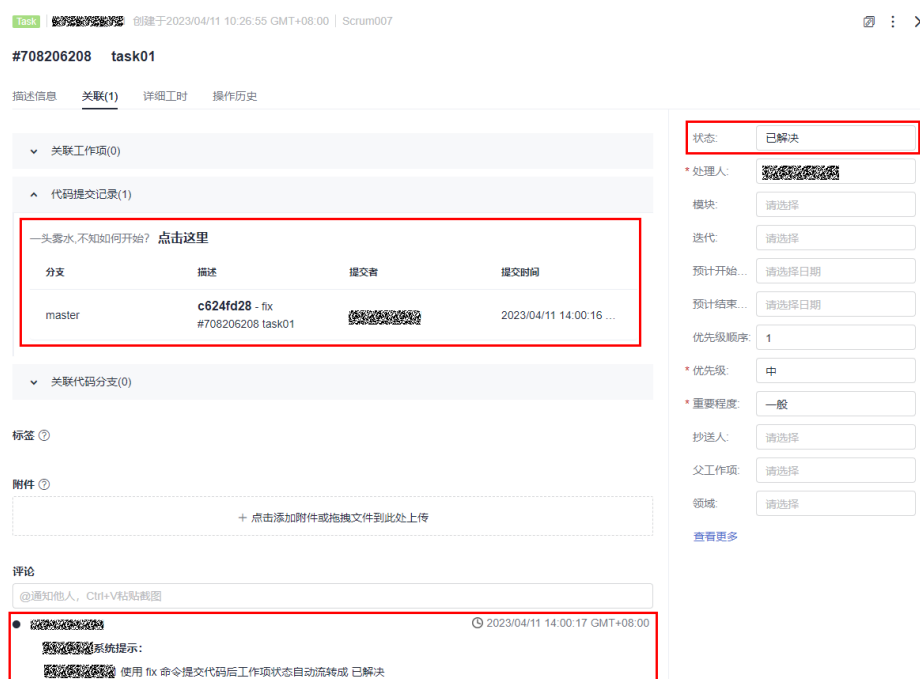 Task 创建于2023/04/11 10:26:55 GMT+08:00 Scrum007
#708206208 task01
描述信息 关联(1) 详细工时 操作历史
关联工作项(0)
代码提交记录(1)
一头雾水,不知如何开始? 点击这里
分支 描述 提交者 提交时间
master c624fd28 - fix 2023/04/11 14:00:16 ...
#708206208 task01
关联代码分支(0)
标签
附件
+ 点击添加附件或拖拽文件到此处上传
评论
@通知他人, Ctrl+V粘贴截图
2023/04/11 14:00:17 GMT+08:00
系统提示:
使用 fix 命令提交代码后工作项状态自动流转成 已解决
状态: 已解决
* 处理人:
模块: 请选择
迭代: 请选择
预计开始... 请选择日期
预计结束... 请选择日期
优先级顺序: 1
* 优先级: 中
* 重要程度: 一般
抄送人: 请选择
父工作项: 请选择
领域: 请选择
查看更多